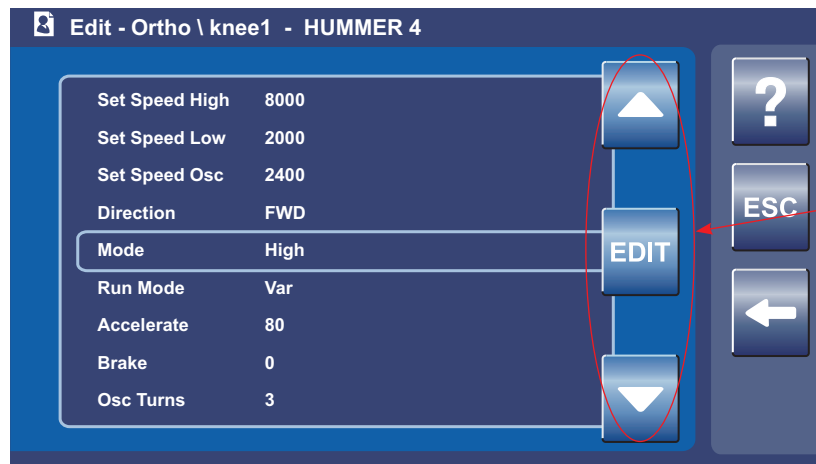 Edit - Ortho \ knee1 - HUMMER 4
Set Speed High 8000
Set Speed Low 2000
Set Speed Osc 2400
Direction FWD
Mode High
Run Mode Var
Accelerate 80
Brake 0
Osc Turns 3
EDIT
?
ESC